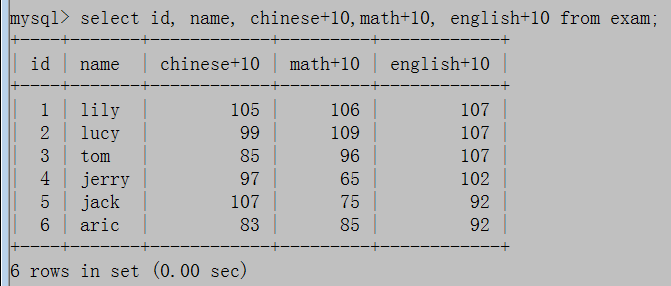 mysql> select id, name, chinese+10,math+10, english+10 from exam;
+----+-------+------------+---------+------------+
| id | name  | chinese+10 | math+10 | english+10 |
+----+-------+------------+---------+------------+
|  1 | lily  |        105 |     106 |        107 |
|  2 | lucy  |         99 |     109 |        107 |
|  3 | tom   |         85 |      96 |        107 |
|  4 | jerry |         97 |      65 |        102 |
|  5 | jack  |        107 |      75 |         92 |
|  6 | aric  |         83 |      85 |         92 |
+----+-------+------------+---------+------------+
6 rows in set (0.00 sec)